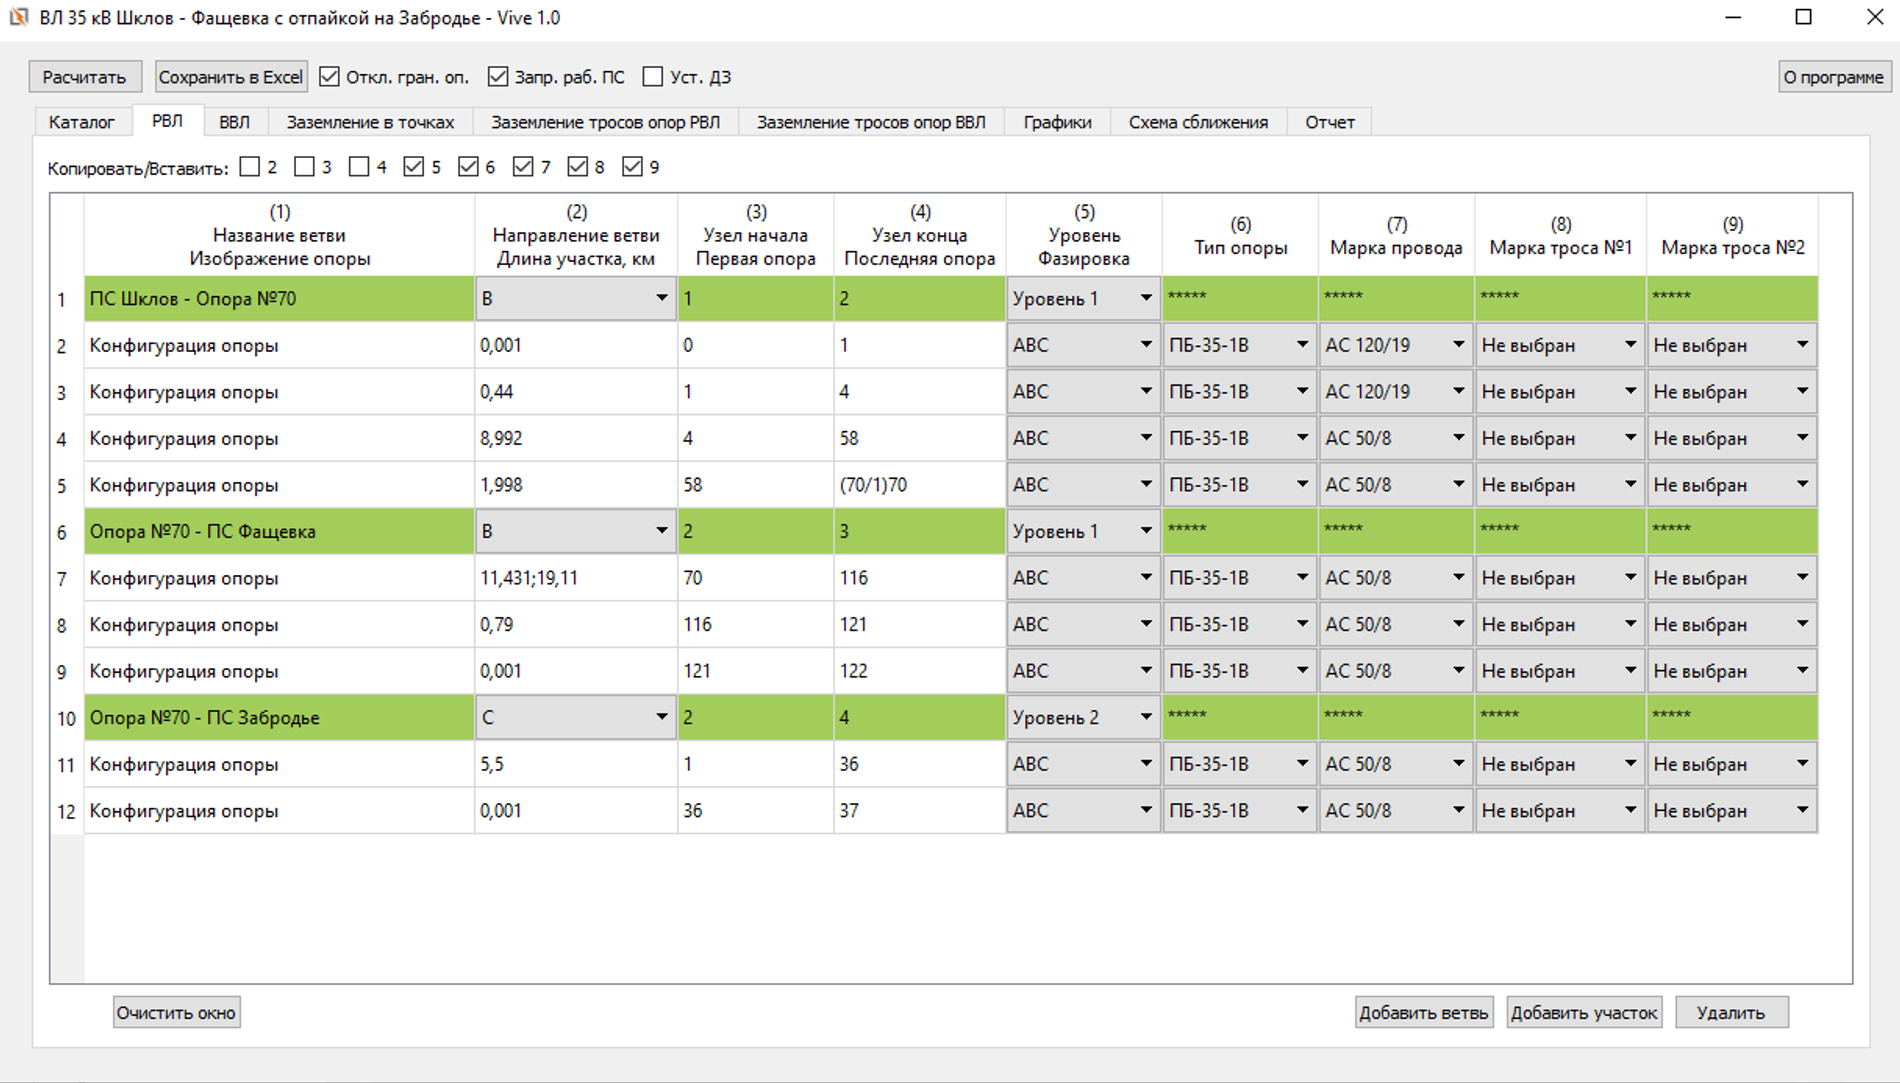 ВЛ 35 кВ Шклов - Фащевка с отпайкой на Забродье - Vive 1.0
Расчитать Сохранить в Excel Откл. гран. оп. Запр. раб. ПС Уст. ДЗ О программе
Каталог РВЛ ВВЛ Заземление в точках Заземление тросов опор РВЛ Заземление тросов опор ВВЛ Графики Схема сближения Отчет
Копировать/Вставить: 2 3 4 5 6 7 8 9
(1) (2) (3) (4) (5) (6) (7) (8) (9)
Название ветви Направление ветви Узел начала Узел конца Уровень Тип опоры Марка провода Марка троса №1 Марка троса №2
Изображение опоры Длина участка, км Первая опора Последняя опора Фазировка
1 ПС Шклов - Опора №70 В 1 2 Уровень 1 ***** ***** ***** *****
2 Конфигурация опоры 0,001 0 1 АВС ПБ-35-1В АС 120/19 Не выбран Не выбран
3 Конфигурация опоры 0,44 1 4 АВС ПБ-35-1В АС 120/19 Не выбран Не выбран
4 Конфигурация опоры 8,992 4 58 АВС ПБ-35-1В АС 50/8 Не выбран Не выбран
5 Конфигурация опоры 1,998 58 (70/1)70 АВС ПБ-35-1В АС 50/8 Не выбран Не выбран
6 Опора №70 - ПС Фащевка В 2 3 Уровень 1 ***** ***** ***** *****
7 Конфигурация опоры 11,431;19,11 70 116 АВС ПБ-35-1В АС 50/8 Не выбран Не выбран
8 Конфигурация опоры 0,79 116 121 АВС ПБ-35-1В АС 50/8 Не выбран Не выбран
9 Конфигурация опоры 0,001 121 122 АВС ПБ-35-1В АС 50/8 Не выбран Не выбран
10 Опора №70 - ПС Забродье С 2 4 Уровень 2 ***** ***** ***** *****
11 Конфигурация опоры 5,5 1 36 АВС ПБ-35-1В АС 50/8 Не выбран Не выбран
12 Конфигурация опоры 0,001 36 37 АВС ПБ-35-1В АС 50/8 Не выбран Не выбран
Очистить окно Добавить ветвь Добавить участок Удалить